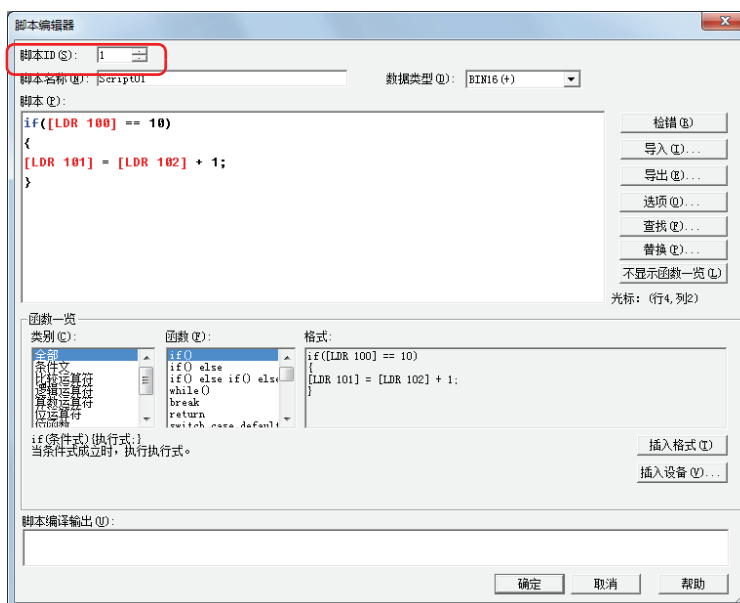 脚本编辑器
脚本ID(S): 1
脚本名称(N): Script01 数据类型(D): BIN16(+)
脚本(P):
if([LDR 100] == 10)
{
[LDR 101] = [LDR 102] + 1;
}
检错(R)
导入(I)...
导出(E)...
选项(O)...
查找(F)...
替换(P)...
不显示函数一览(L)
光标: (行4,列2)
函数一览
类别(C): 函数(F): 格式:
全部
条件文
比较运算符
逻辑运算符
算数运算符
位运算符
位函数
if()
if() else
if() else if() else
while()
break
return
switch case default
if([LDR 100] == 10)
{
[LDR 101] = [LDR 102] + 1;
}
if(条件式){执行式;}
当条件式成立时，执行执行式。
插入格式(T)
插入设备(V)...
脚本编译输出(U):
确定 取消 帮助